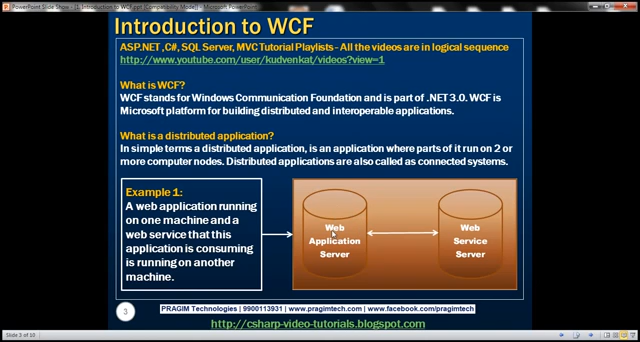 PowerPoint Slide Show - [1. Introduction to WCF.ppt [Compatibility Mode]] - Microsoft PowerPoint
Introduction to WCF
ASP.NET ,C#, SQL Server, MVC Tutorial Playlists - All the videos are in logical sequence
http://www.youtube.com/user/kudvenkat/videos?view=1
What is WCF?
WCF stands for Windows Communication Foundation and is part of .NET 3.0. WCF is
Microsoft platform for building distributed and interoperable applications.
What is a distributed application?
In simple terms a distributed application, is an application where parts of it run on 2 or
more computer nodes. Distributed applications are also called as connected systems.
Example 1:
A web application running
on one machine and a
web service that this
application is consuming
is running on another
machine.
Web
Application
Server
Web
Service
Server
3
PRAGIM Technologies | 9900113931 | www.pragimtech.com | www.facebook.com/pragimtech
http://csharp-video-tutorials.blogspot.com
Slide 3 of 10